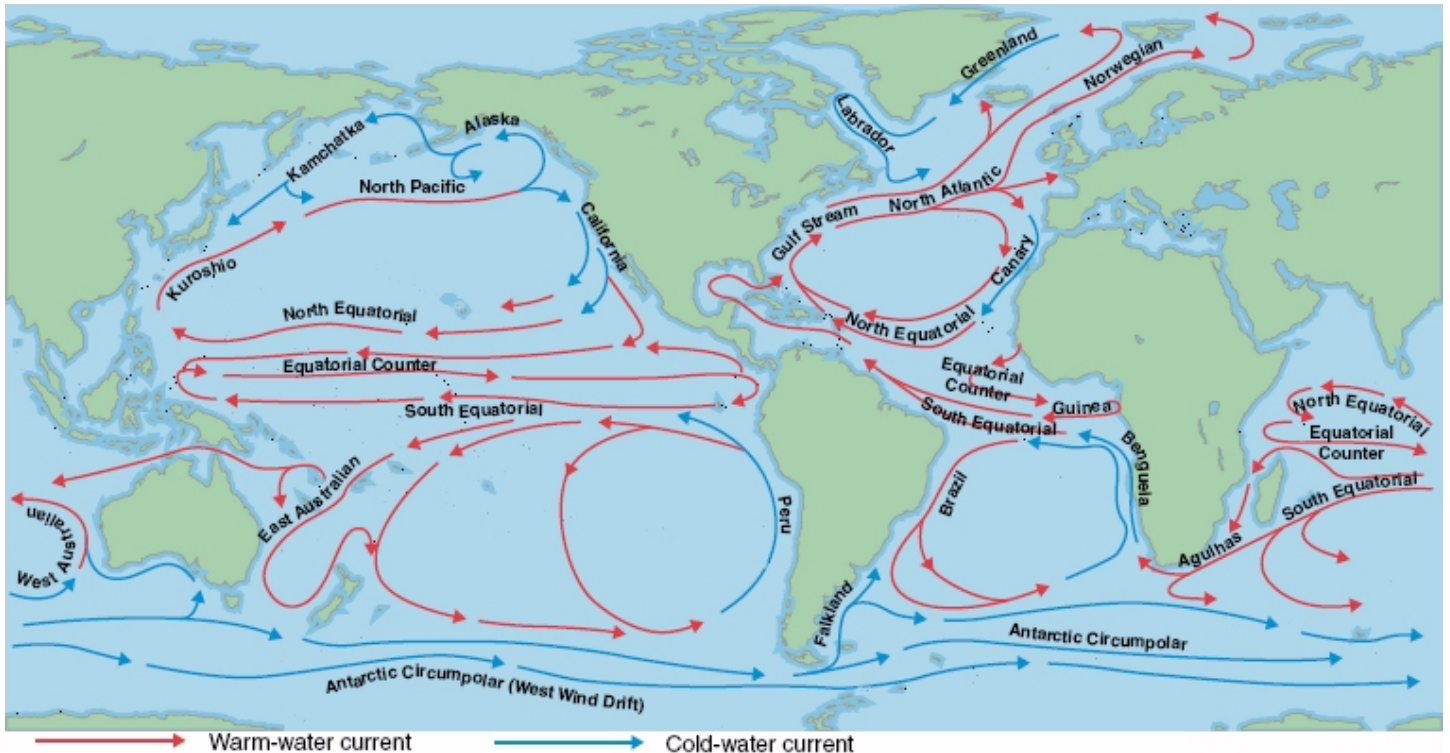 Greenland
Norwegian
Labrador
Alaska
Kamchatka
North Pacific
North Atlantic
Gulf Stream
California
Canary
Kuroshio
North Equatorial
North Equatorial
Equatorial Counter
Equatorial
Counter
South Equatorial
South Equatorial
Guinea
North Equatorial
Equatorial
Counter
South Equatorial
Benguela
Brazil
Peru
East Australian
West Australian
Agulhas
Falkland
Antarctic Circumpolar
Antarctic Circumpolar (West Wind Drift)
Warm-water current
Cold-water current